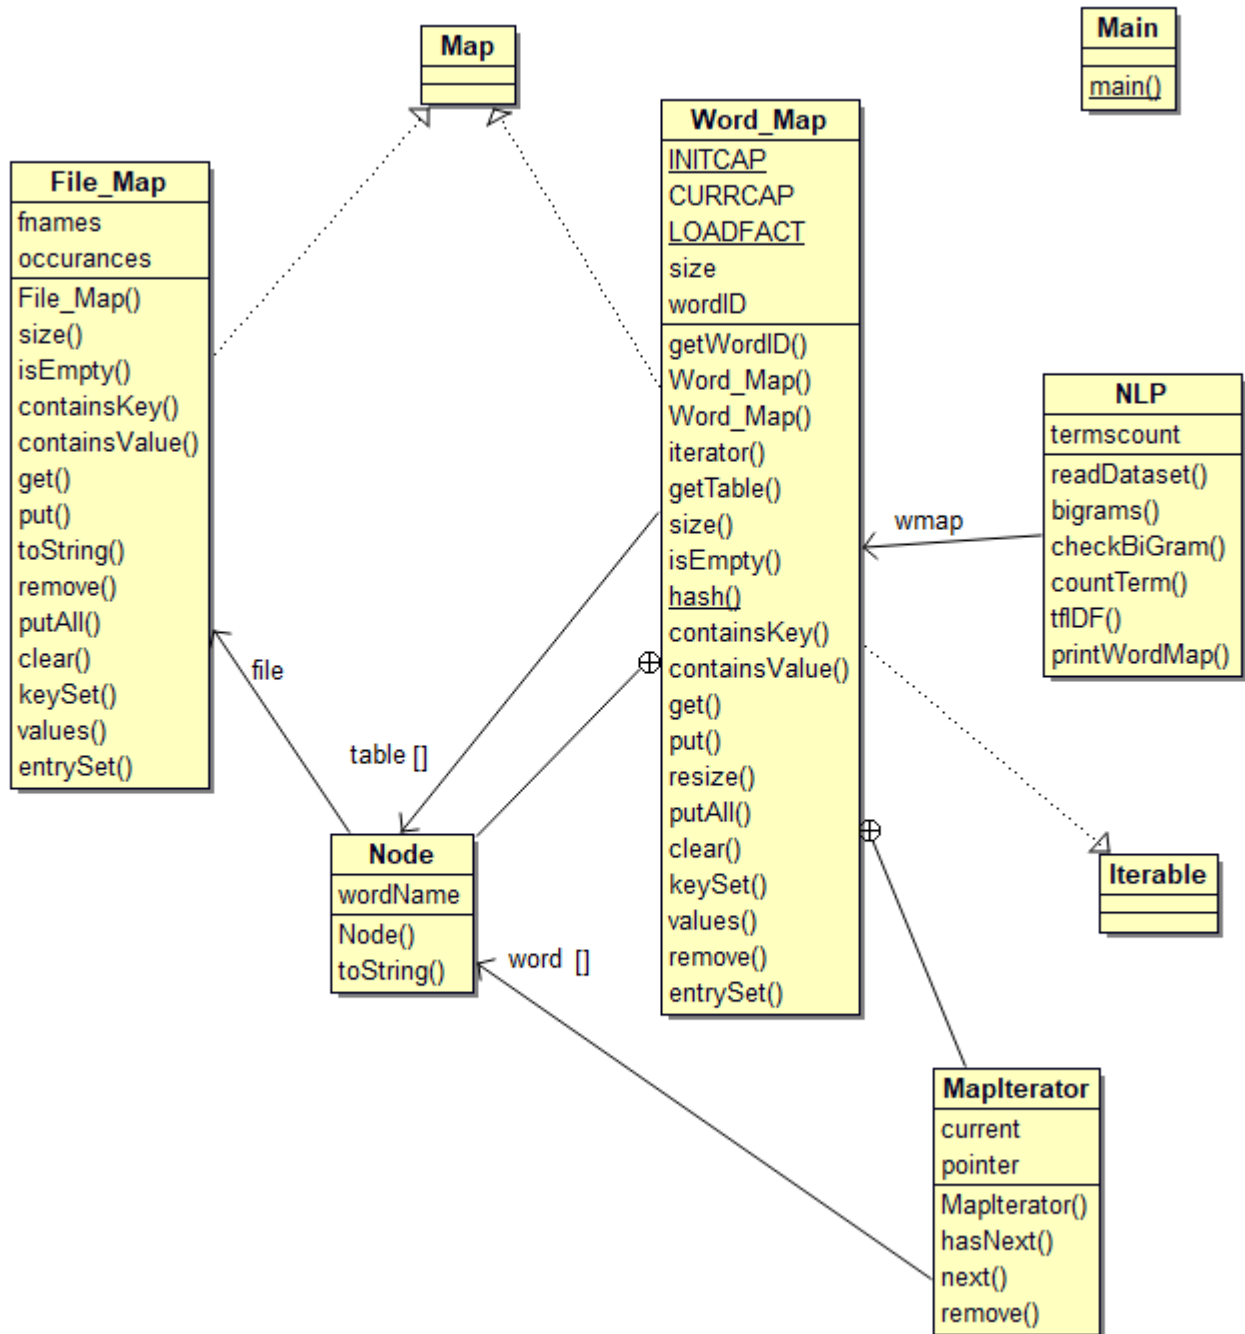 Map
Main
main()
File_Map
fnames
occurances
File_Map()
size()
isEmpty()
containsKey()
containsValue()
get()
put()
toString()
remove()
putAll()
clear()
keySet()
values()
entrySet()
Word_Map
INITCAP
CURRCAP
LOADFACT
size
wordID
getWordID()
Word_Map()
Word_Map()
iterator()
getTable()
size()
isEmpty()
hash()
containsKey()
containsValue()
get()
put()
resize()
putAll()
clear()
keySet()
values()
remove()
entrySet()
NLP
termscount
readDataset()
bigrams()
checkBiGram()
countTerm()
tfIDF()
printWordMap()
wmap
file
table []
Node
wordName
Node()
toString()
word []
Iterable
MapIterator
current
pointer
MapIterator()
hasNext()
next()
remove()